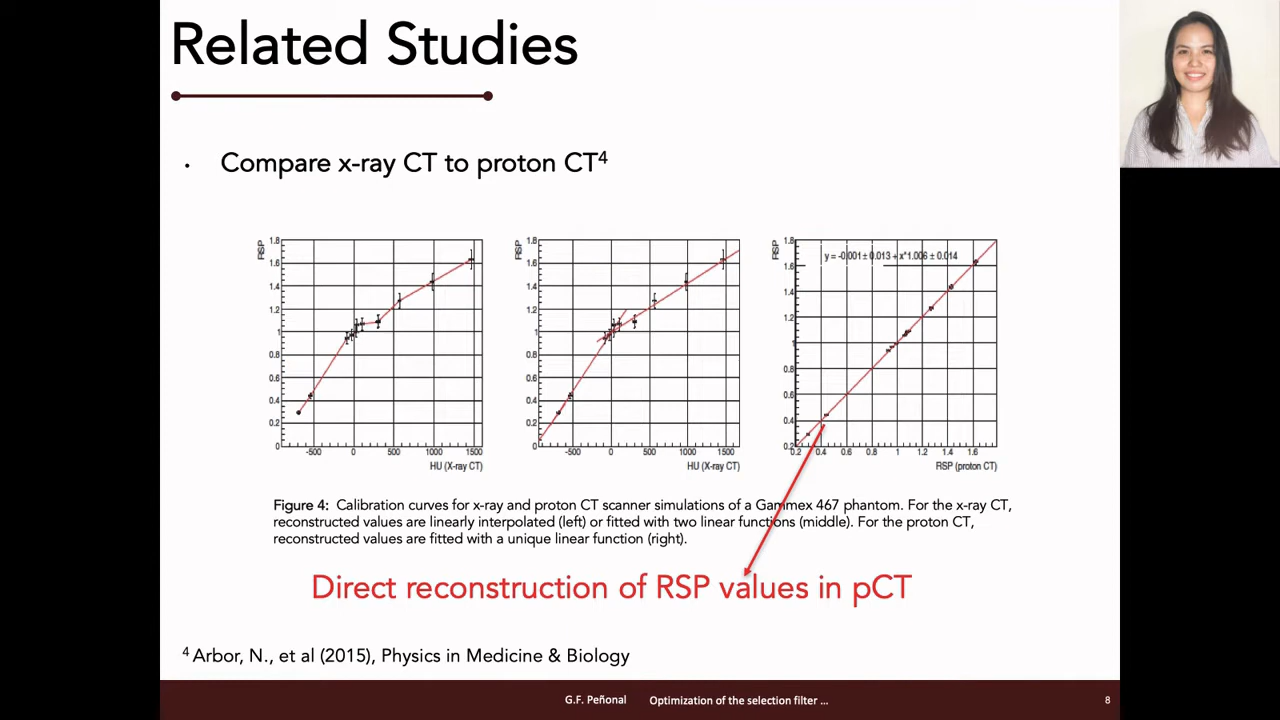 Related Studies
• Compare x-ray CT to proton CT⁴
RSP
1.8
1.6
1.4
1.2
1
0.8
0.6
0.4
0.2
0
-500 0 500 1000 1500
HU (X-ray CT)
RSP
1.8
1.6
1.4
1.2
1
0.8
0.6
0.4
0.2
0
-500 0 500 1000 1500
HU (X-ray CT)
RSP
y = -0.001 ± 0.013 + x*1.006 ± 0.014
1.8
1.6
1.4
1.2
1
0.8
0.6
0.4
0.2
0.2 0.4 0.6 0.8 1 1.2 1.4 1.6
RSP (proton CT)
Figure 4: Calibration curves for x-ray and proton CT scanner simulations of a Gammex 467 phantom. For the x-ray CT,
reconstructed values are linearly interpolated (left) or fitted with two linear functions (middle). For the proton CT,
reconstructed values are fitted with a unique linear function (right).
Direct reconstruction of RSP values in pCT
⁴ Arbor, N., et al (2015), Physics in Medicine & Biology
G.F. Peñonal Optimization of the selection filter ... 8